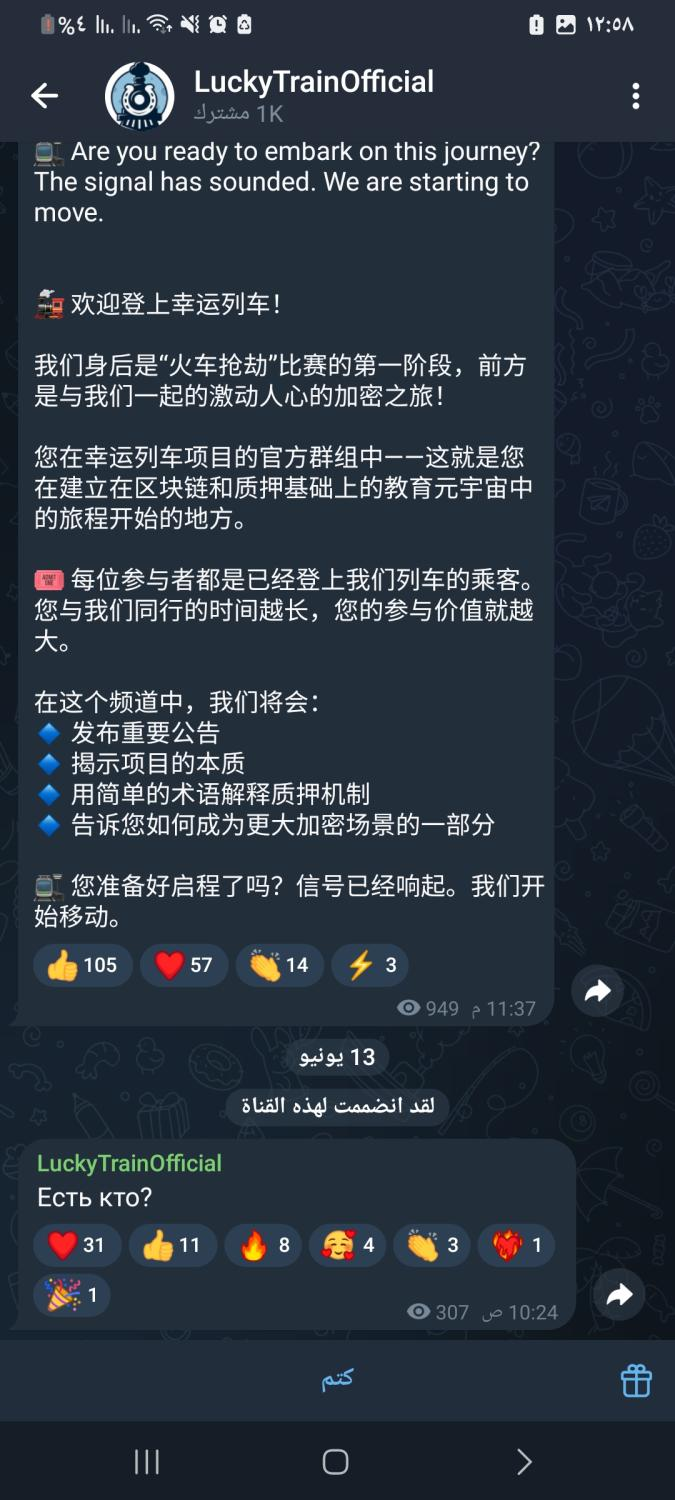 %٤ ١٢:٥٨
LuckyTrainOfficial
1K مشترك
Are you ready to embark on this journey?
The signal has sounded. We are starting to
move.
🚂 欢迎登上幸运列车！
我们身后是“火车抢劫”比赛的第一阶段，前方
是与我们一起的激动人心的加密之旅！
您在幸运列车项目的官方群组中——这就是您
在建立在区块链和质押基础上的教育元宇宙中
的旅程开始的地方。
🎟 每位参与者都是已经登上我们列车的乘客。
您与我们同行的时间越长，您的参与价值就越
大。
在这个频道中，我们将会：
🔹 发布重要公告
🔹 揭示项目的本质
🔹 用简单的术语解释质押机制
🔹 告诉您如何成为更大加密场景的一部分
您准备好启程了吗？信号已经响起。我们开
始移动。
👍 105 ❤️ 57 👏 14 ⚡ 3
949 11:37 م
13 يونيو
لقد انضممت لهذه القناة
LuckyTrainOfficial
Есть кто?
❤️ 31 👍 11 🔥 8 🥰 4 👏 3 ❤️‍🔥 1
🎉 1
307 10:24 ص
كتم